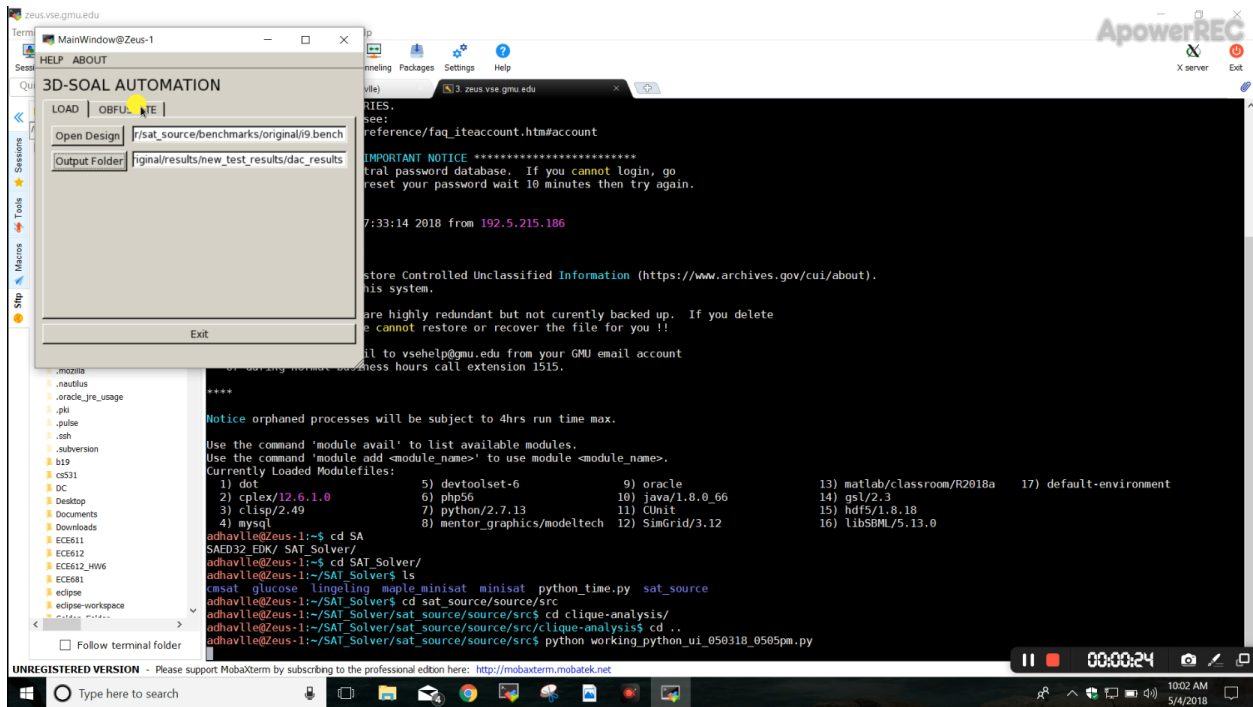 zeus.vse.gmu.edu
ApowerREC
MainWindow@Zeus-1
HELP ABOUT
3D-SOAL AUTOMATION
LOAD
Open Design r/sat_source/benchmarks/original/i9.bench
Output Folder riginal/results/new_test_results/dac_results
Exit
Packages Settings Help
X server Exit
3. zeus.vse.gmu.edu
Sessions
Tools
Macros
Sftp
RIES.
see:
reference/faq_iteaccount.htm#account
IMPORTANT NOTICE *************************
tral password database. If you cannot login, go
reset your password wait 10 minutes then try again.
7:33:14 2018 from 192.5.215.186
store Controlled Unclassified Information (https://www.archives.gov/cui/about).
his system.
are highly redundant but not curently backed up. If you delete
e cannot restore or recover the file for you !!
il to vsehelp@gmu.edu from your GMU email account
or during normal business hours call extension 1515.
****
Notice orphaned processes will be subject to 4hrs run time max.
Use the command 'module avail' to list available modules.
Use the command 'module add <module_name>' to use module <module_name>.
Currently Loaded Modulefiles:
1) dot 5) devtoolset-6 9) oracle 13) matlab/classroom/R2018a 17) default-environment
2) cplex/12.6.1.0 6) php56 10) java/1.8.0_66 14) gsl/2.3
3) clisp/2.49 7) python/2.7.13 11) CUnit 15) hdf5/1.8.18
4) mysql 8) mentor_graphics/modeltech 12) SimGrid/3.12 16) libSBML/5.13.0
adhavlle@Zeus-1:~$ cd SA
SAED32_EDK/ SAT_Solver/
adhavlle@Zeus-1:~$ cd SAT_Solver/
adhavlle@Zeus-1:~/SAT_Solver$ ls
cmsat glucose lingeling maple_minisat minisat python_time.py sat_source
adhavlle@Zeus-1:~/SAT_Solver$ cd sat_source/source/src
adhavlle@Zeus-1:~/SAT_Solver/sat_source/source/src$ cd clique-analysis/
adhavlle@Zeus-1:~/SAT_Solver/sat_source/source/src/clique-analysis$ cd ..
adhavlle@Zeus-1:~/SAT_Solver/sat_source/source/src$ python working_python_ui_050318_0505pm.py
.mozilla
.nautilus
.oracle_jre_usage
.pki
.pulse
.ssh
.subversion
b19
cs531
DC
Desktop
Documents
Downloads
ECE611
ECE612
ECE612_HW6
ECE681
eclipse
eclipse-workspace
Follow terminal folder
UNREGISTERED VERSION - Please support MobaXterm by subscribing to the professional edition here: http://mobaxterm.mobatek.net
00:00:24
Type here to search
10:02 AM
5/4/2018